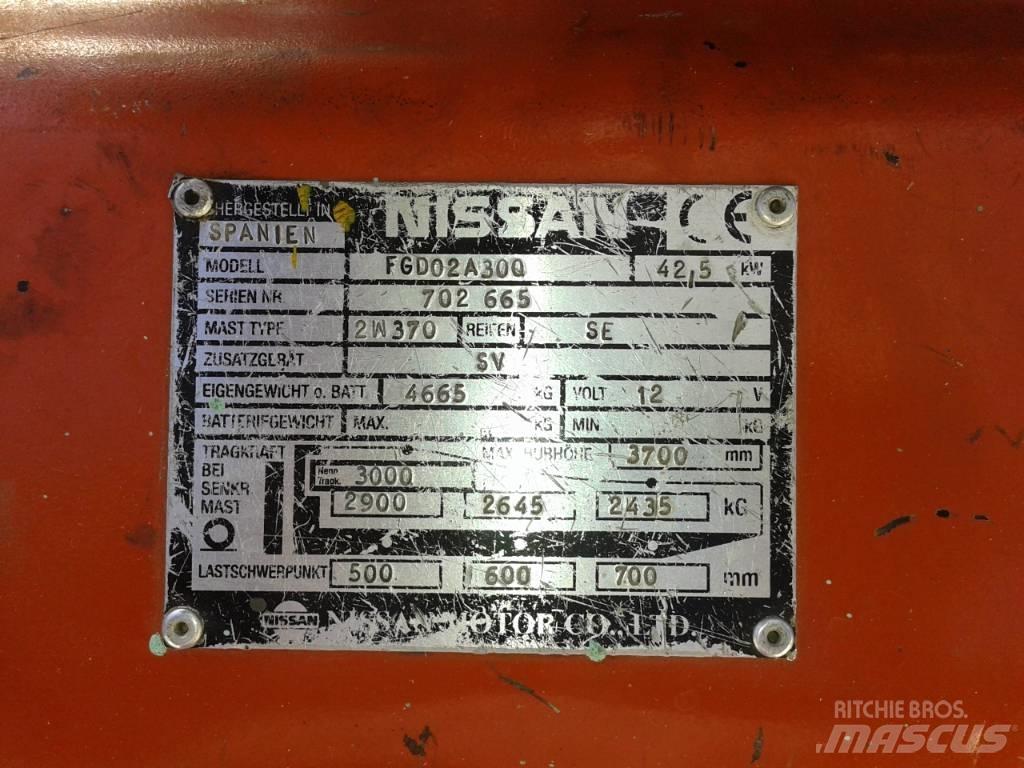 HERGESTELLT IN NISSAN CE
SPANIEN
MODELL FGD02A30Q 42,5 kW
SERIEN NR. 702 665
MAST TYPE 2W370 REIFEN SE
ZUSATZGERÄT SV
EIGENGEWICHT o. BATT. 4665 kG VOLT 12 V
BATTERIEGEWICHT MAX. KG MIN KG
TRAGKRAFT MAX HUBHÖHE 3700 mm
BEI Nenn Tragk. 3000
SENKR
MAST 2900 2645 2435 kG
LASTSCHWERPUNKT 500 600 700 mm
NISSAN NISSAN MOTOR CO., LTD.
RITCHIE BROS.
MASCUS